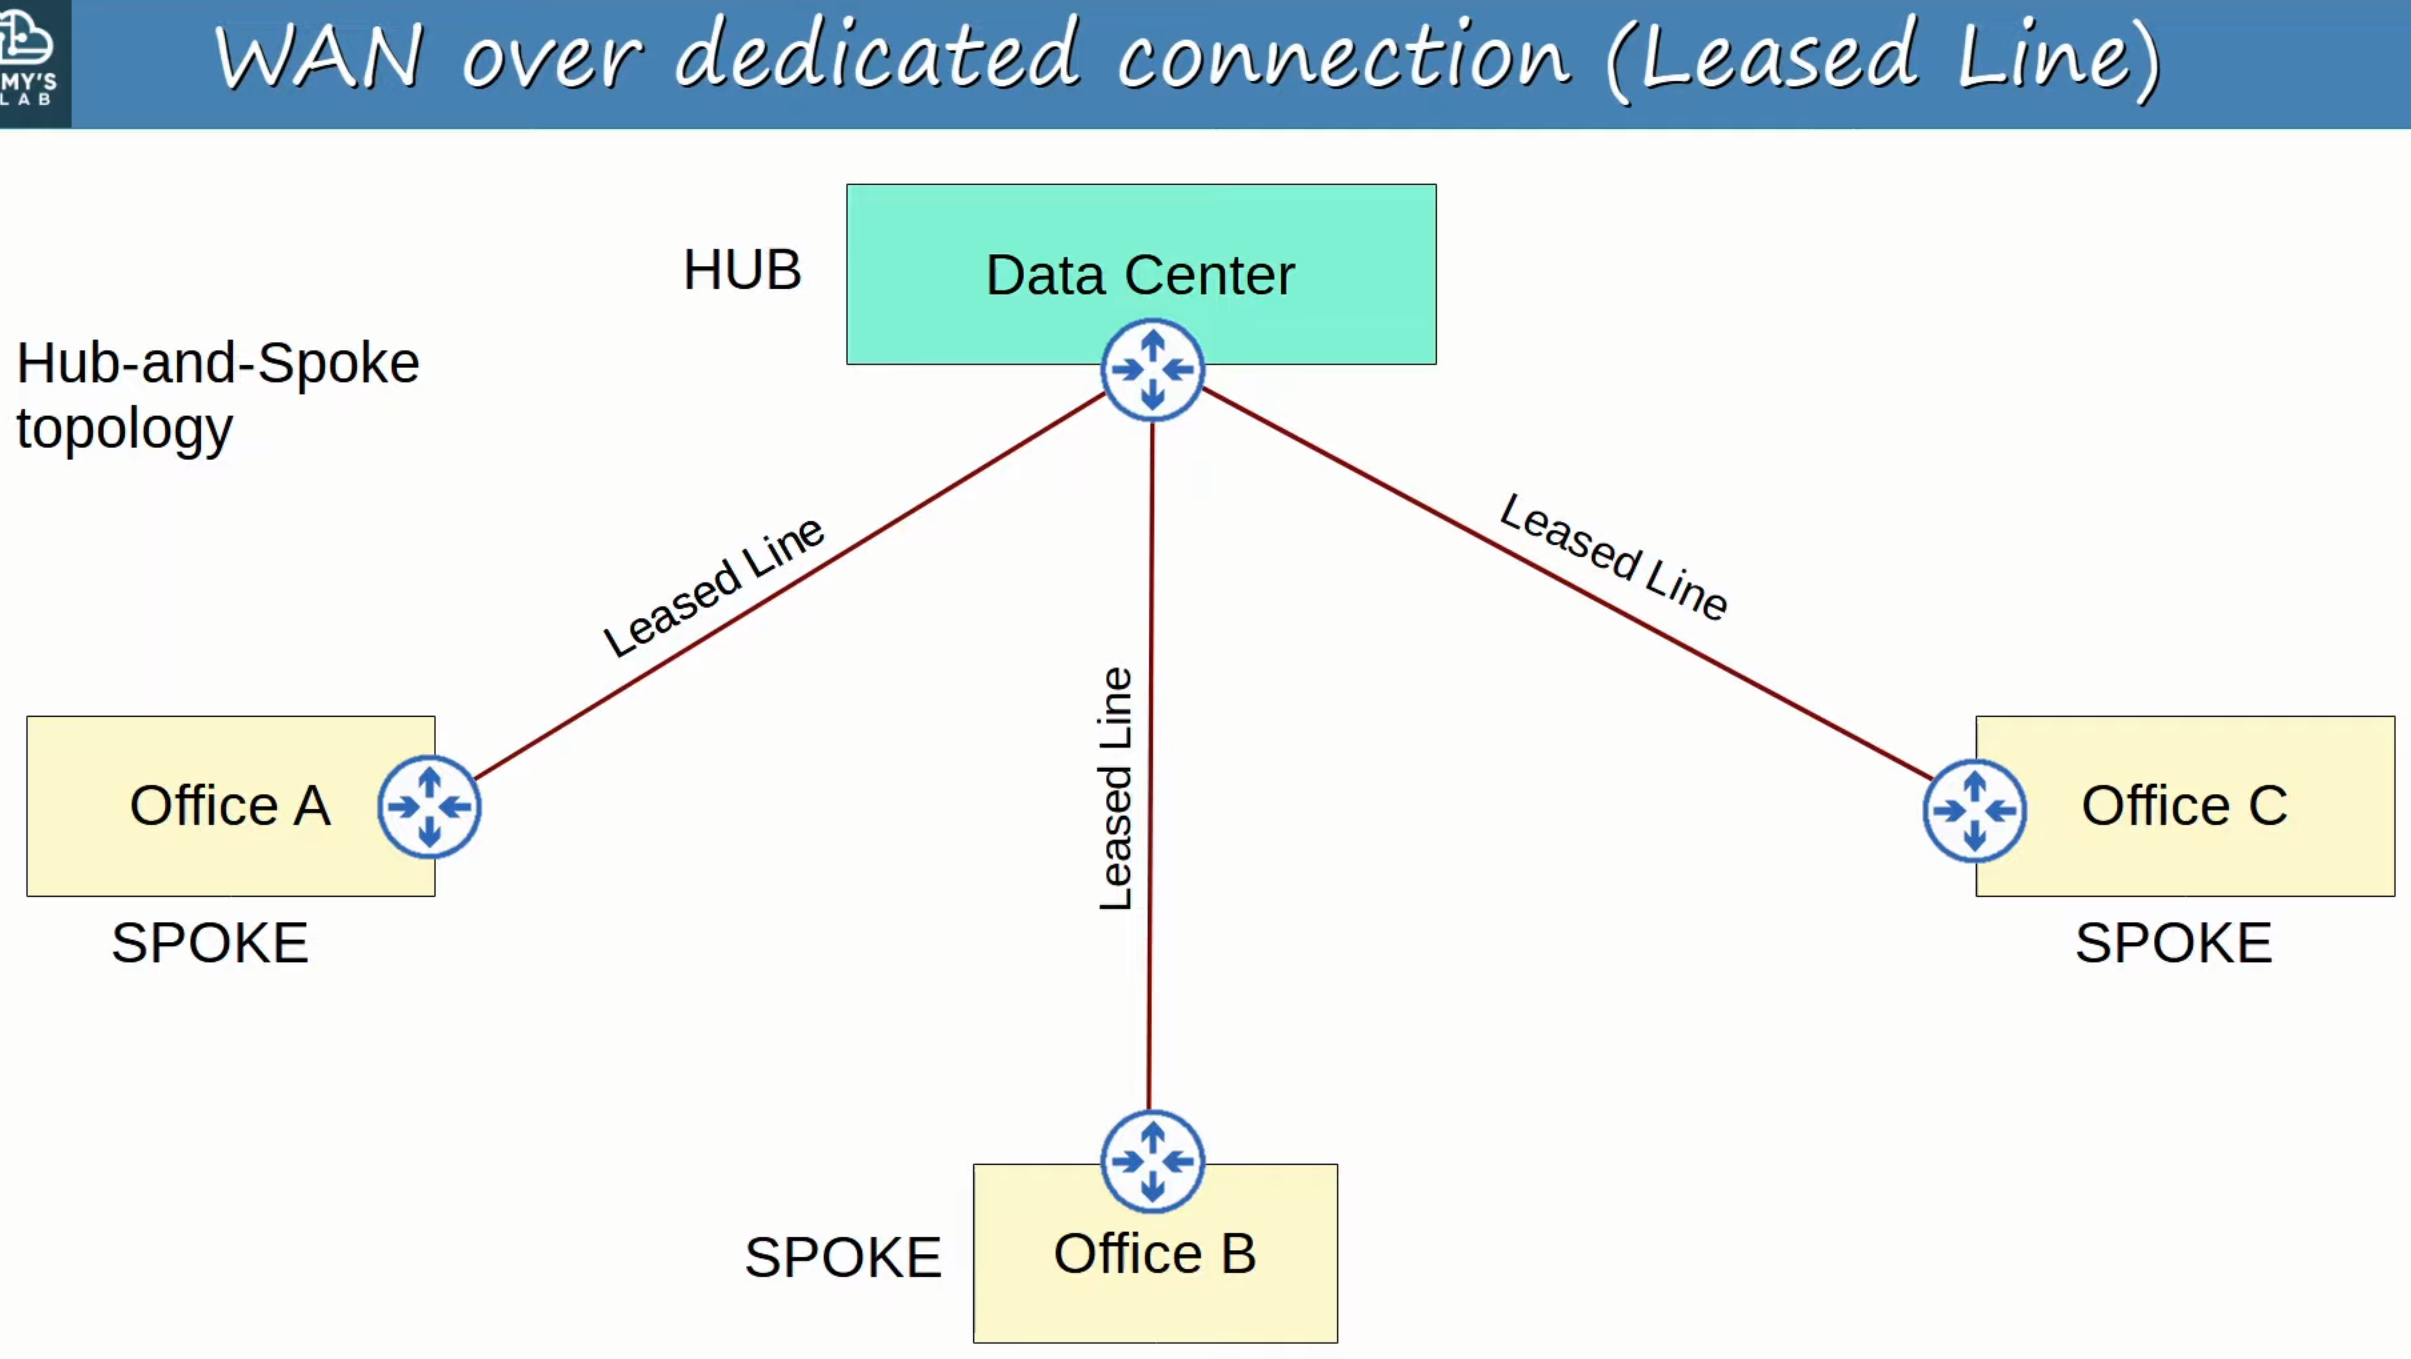 WAN over dedicated connection (Leased Line)
MY'S
LAB
HUB
Data Center
Hub-and-Spoke
topology
Leased Line
Leased Line
Leased Line
Office A
Office C
SPOKE
SPOKE
SPOKE
Office B